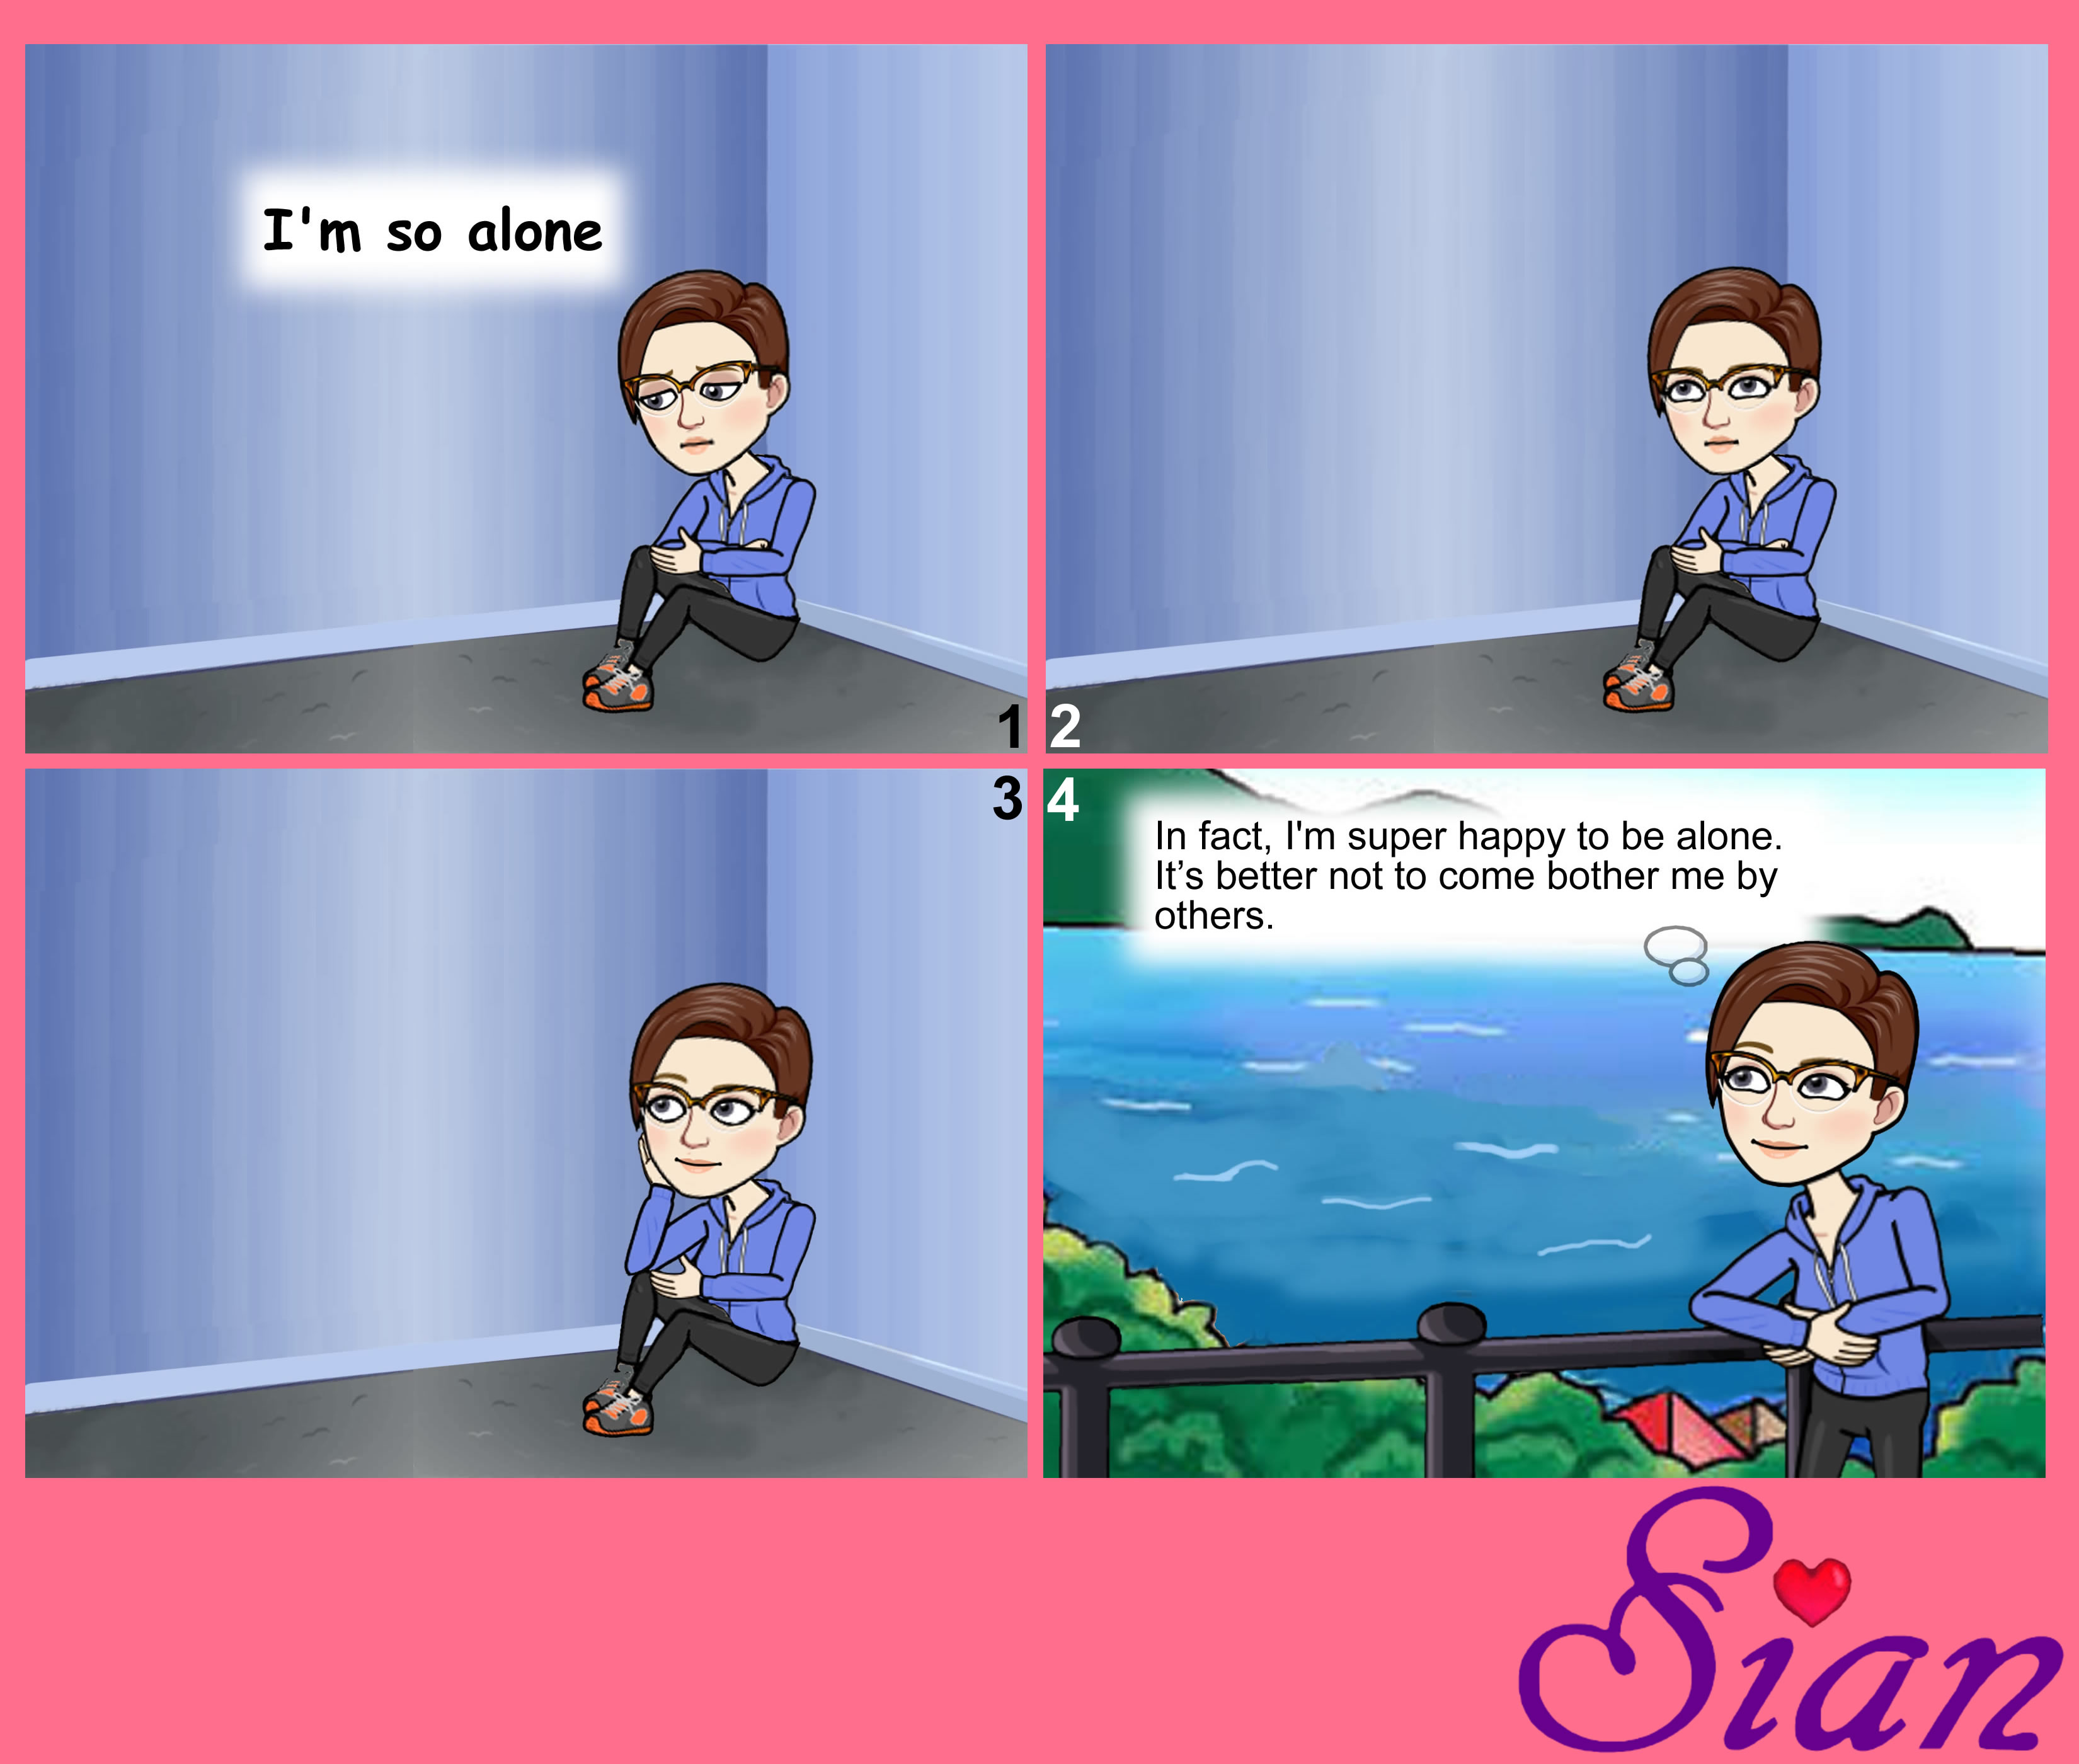 I'm so alone
1
2
3
4
In fact, I'm super happy to be alone.
It’s better not to come bother me by
others.
Sian